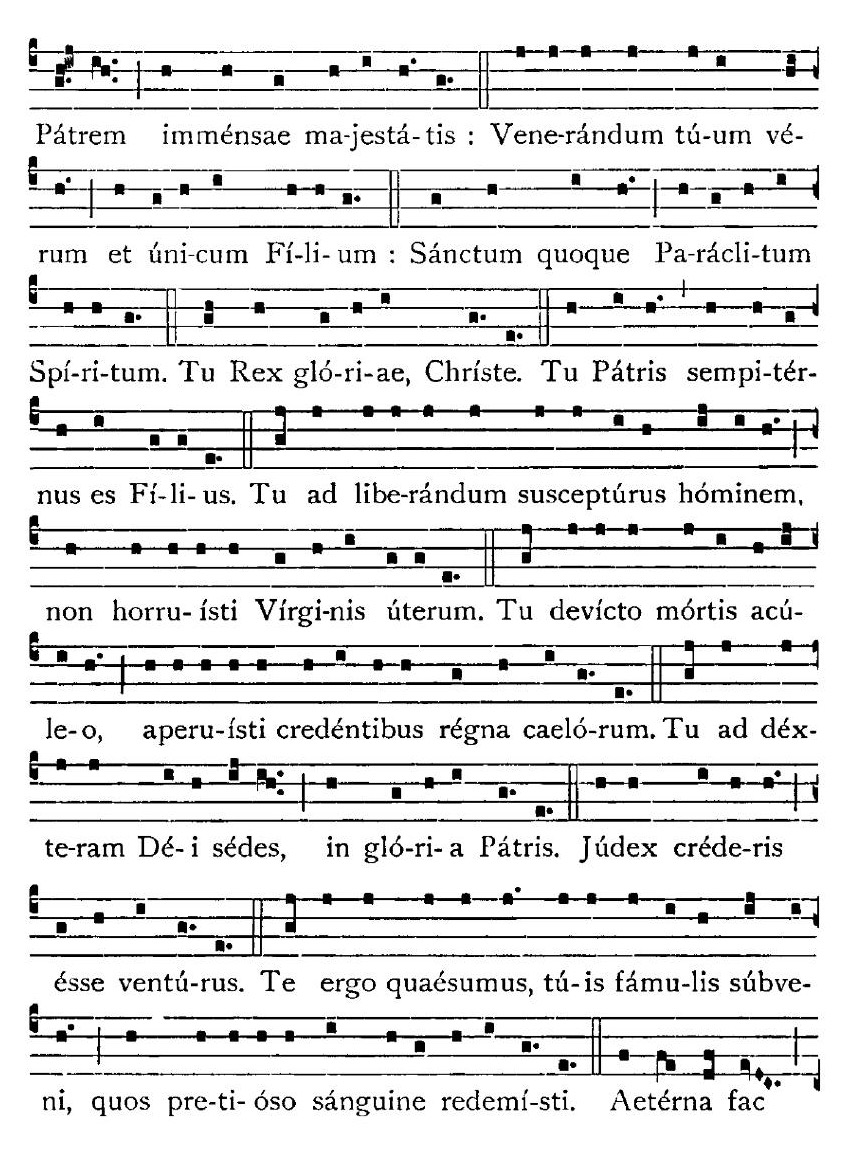 Pátrem imménsae ma-jestá-tis : Vene-rándum tú-um vé-
rum et úni-cum Fí-li-um : Sánctum quoque Pa-rácli-tum
Spí-ri-tum. Tu Rex gló-ri-ae, Chríste. Tu Pátris sempi-tér-
nus es Fí-li-us. Tu ad libe-rándum susceptúrus hóminem,
non horru-ísti Vírgi-nis úterum. Tu devícto mórtis acú-
le-o, aperu-ísti credéntibus régna caeló-rum. Tu ad déx-
te-ram Dé-i sédes, in gló-ri-a Pátris. Júdex créde-ris
ésse ventú-rus. Te ergo quaésumus, tú-is fámu-lis súbve-
ni, quos pre-ti-óso sánguine redemí-sti. Aetérna fac